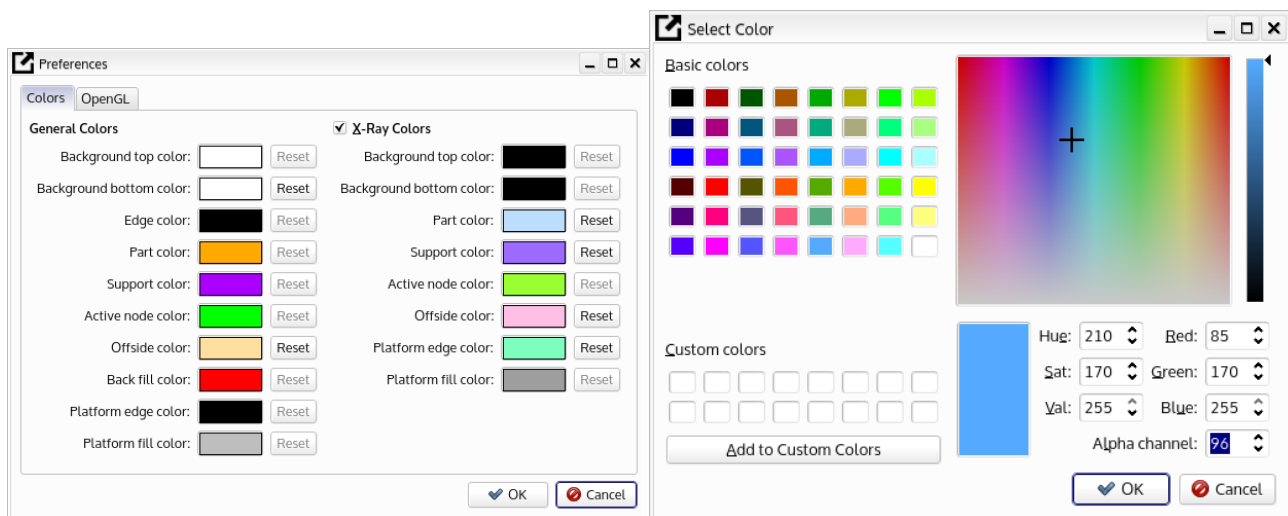 Preferences
Colors OpenGL
General Colors
Background top color: Reset
Background bottom color: Reset
Edge color: Reset
Part color: Reset
Support color: Reset
Active node color: Reset
Offside color: Reset
Back fill color: Reset
Platform edge color: Reset
Platform fill color: Reset
X-Ray Colors
Background top color: Reset
Background bottom color: Reset
Part color: Reset
Support color: Reset
Active node color: Reset
Offside color: Reset
Platform edge color: Reset
Platform fill color: Reset
OK Cancel
Select Color
Basic colors
Custom colors
Add to Custom Colors
Hue: 210 Red: 85
Sat: 170 Green: 170
Val: 255 Blue: 255
Alpha channel: 96
OK Cancel